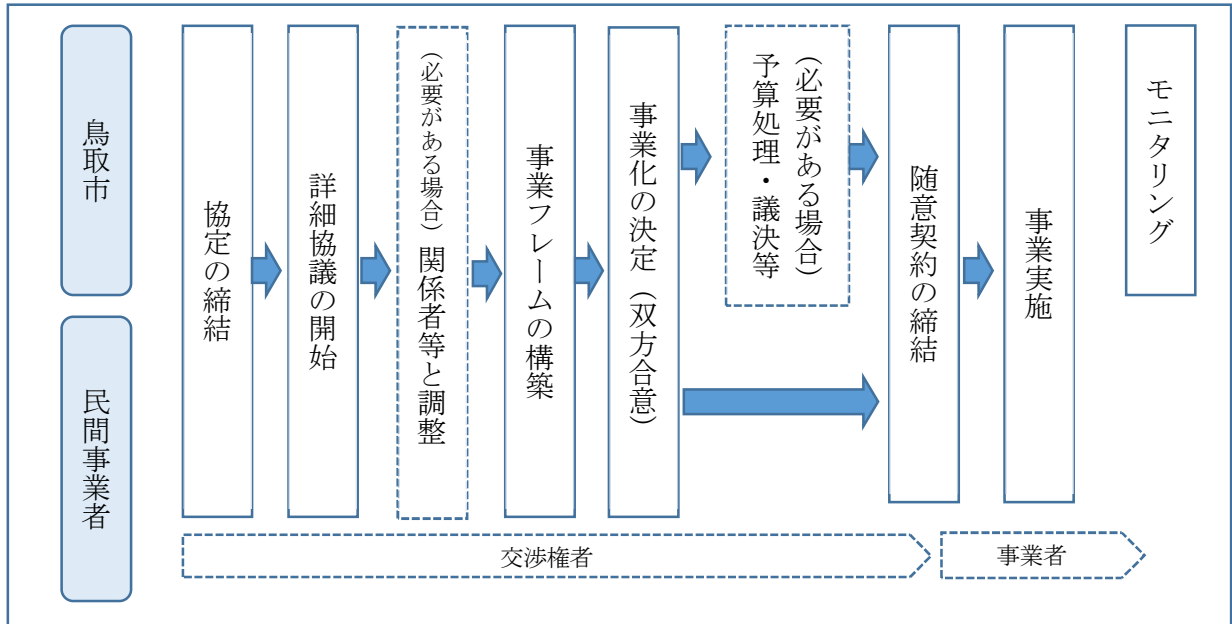 鳥取市
民間事業者
協定の締結
詳細協議の開始
(必要がある場合)関係者等と調整
事業フレームの構築
事業化の決定(双方合意)
(必要がある場合)
予算処理・議決等
随意契約の締結
事業実施
モニタリング
交渉権者
事業者